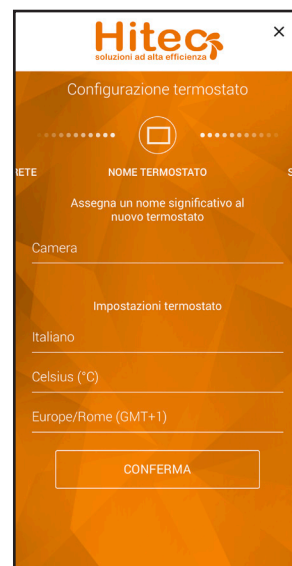 Hitec
soluzioni ad alta efficienza
×
Configurazione termostato
RETE NOME TERMOSTATO S
Assegna un nome significativo al
nuovo termostato
Camera
Impostazioni termostato
Italiano
Celsius (°C)
Europe/Rome (GMT+1)
CONFERMA